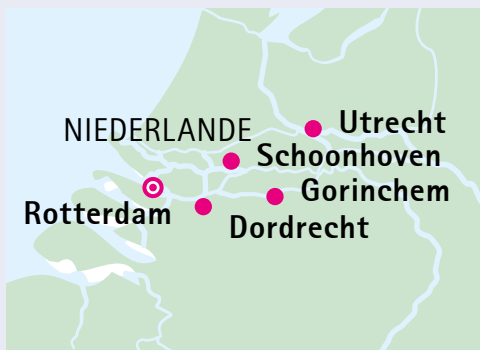 Utrecht
NIEDERLANDE
Schoonhoven
Gorinchem
Rotterdam
Dordrecht